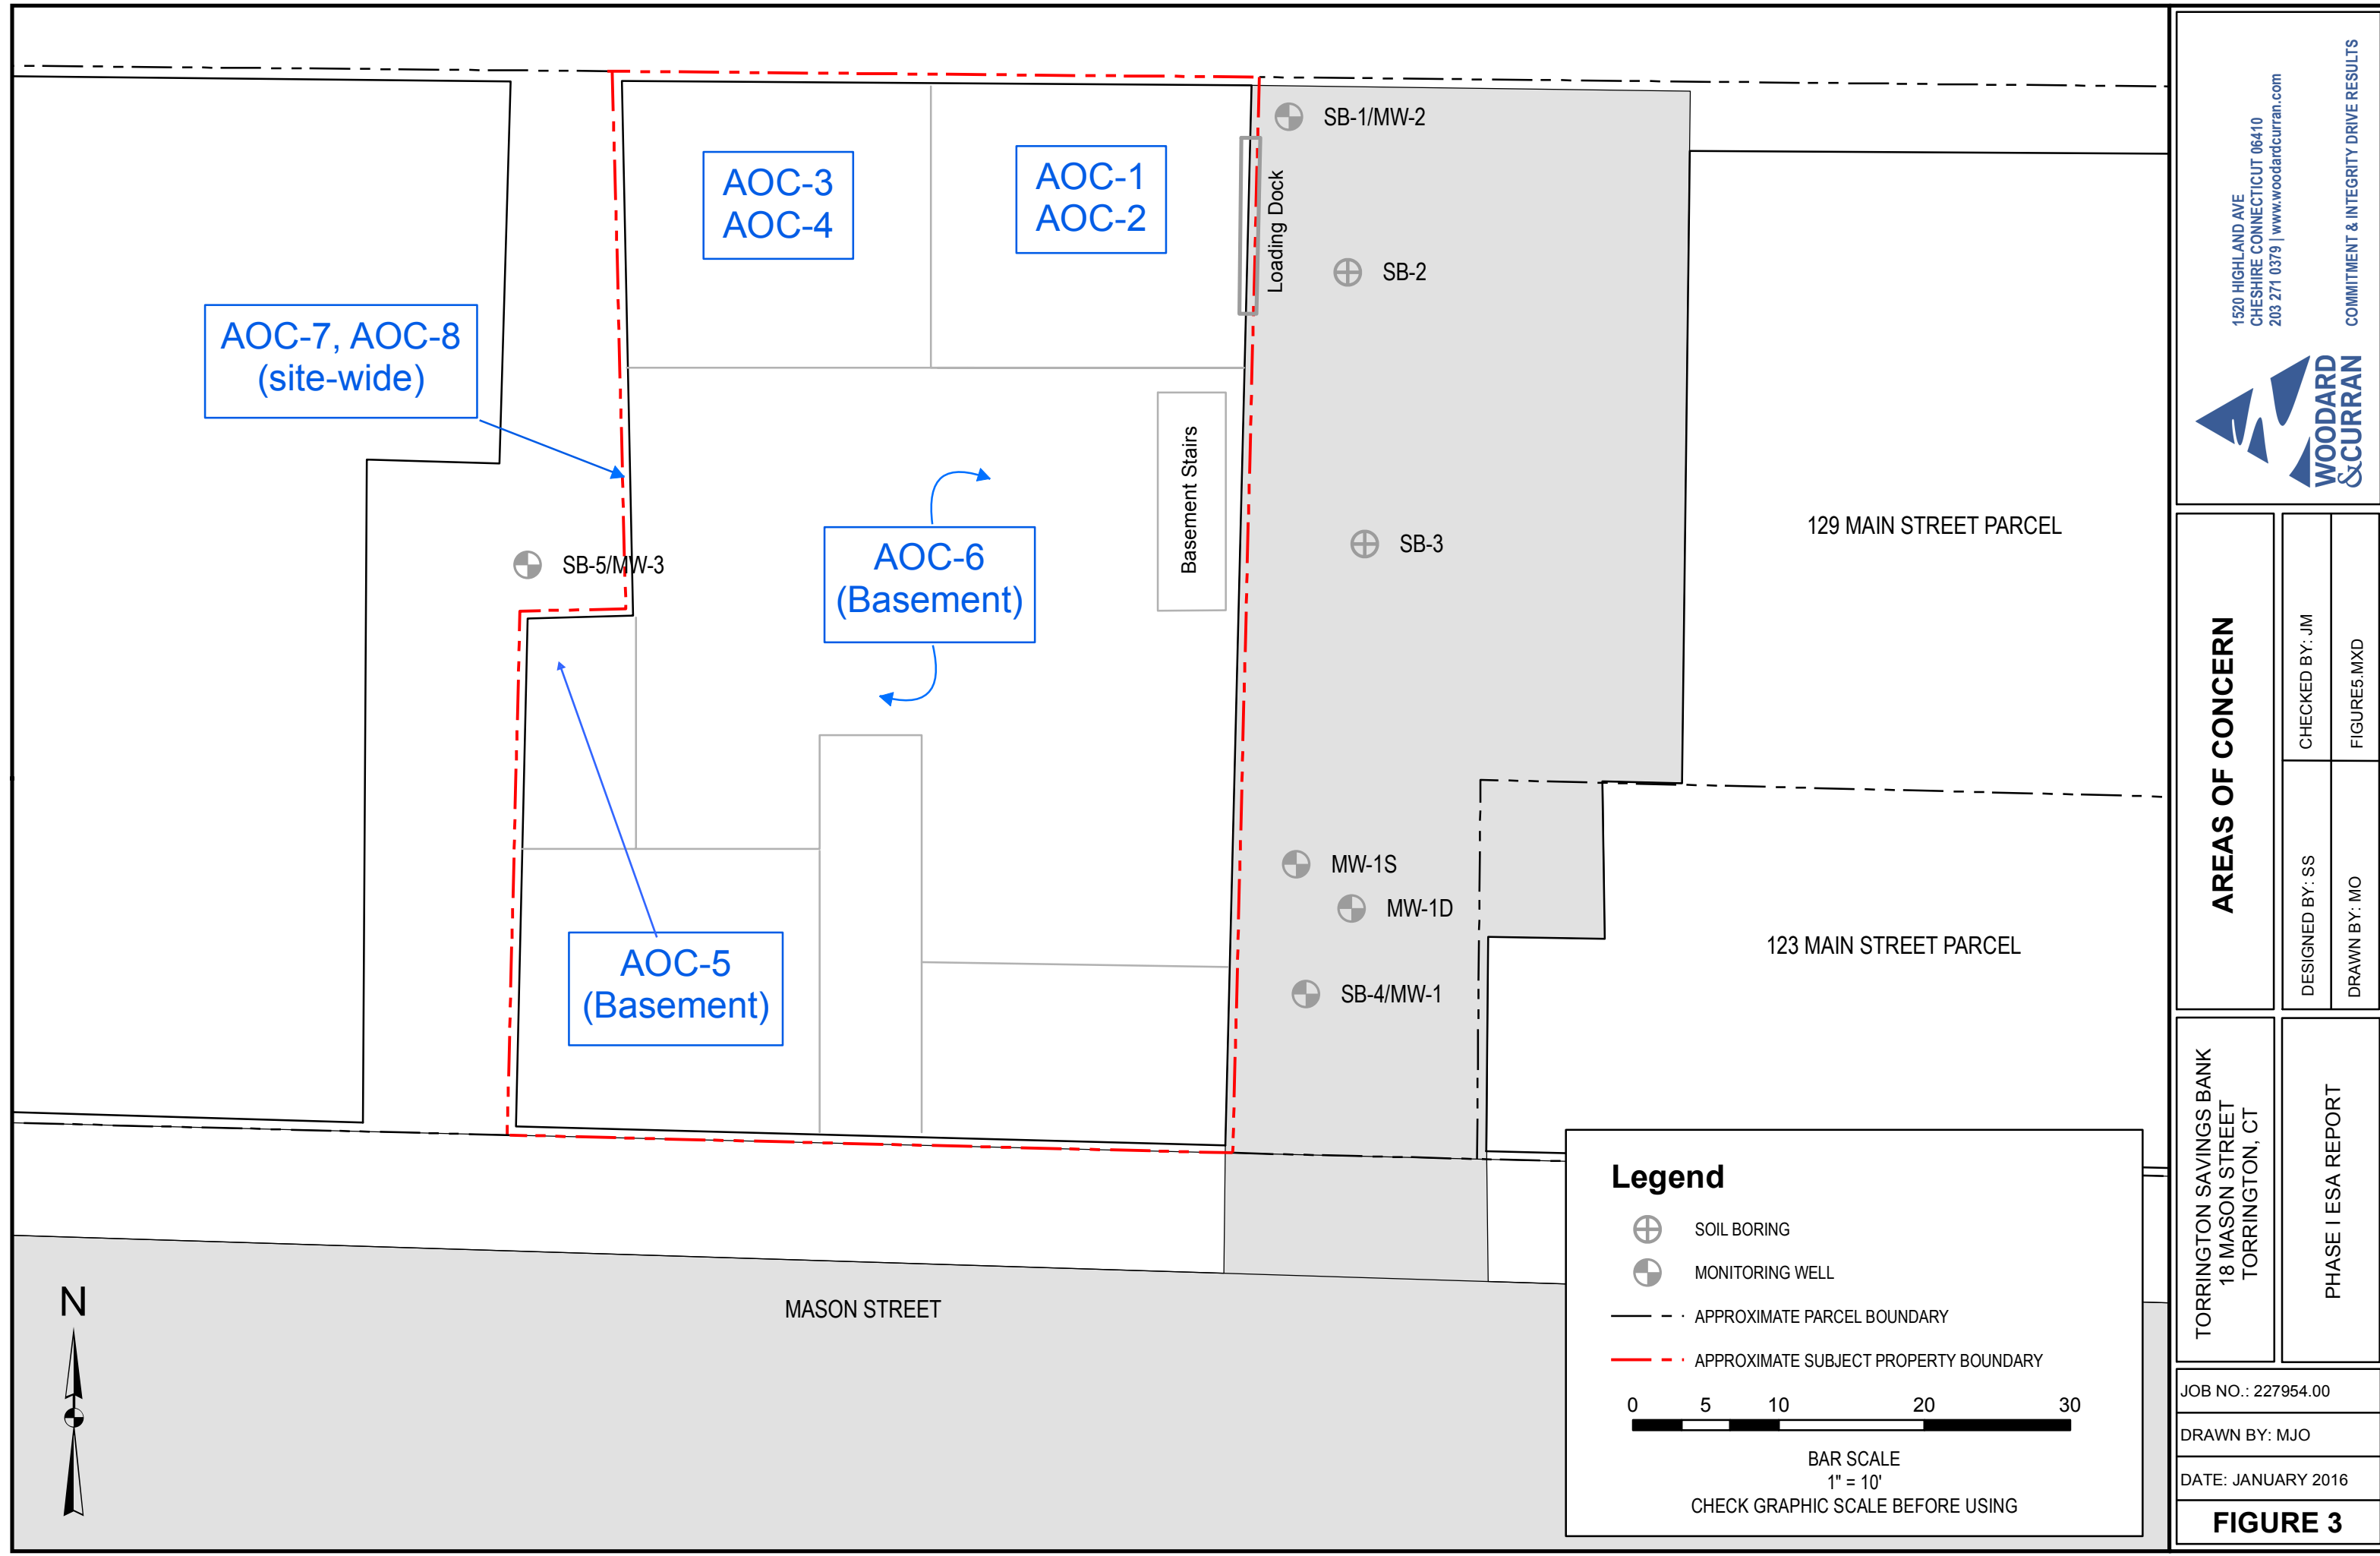 AOC-3
AOC-4
AOC-1
AOC-2
Loading Dock
SB-1/MW-2
SB-2
AOC-7, AOC-8
(site-wide)
SB-5/MW-3
AOC-6
(Basement)
Basement Stairs
SB-3
129 MAIN STREET PARCEL
MW-1S
MW-1D
SB-4/MW-1
123 MAIN STREET PARCEL
AOC-5
(Basement)
MASON STREET
N
Legend
SOIL BORING
MONITORING WELL
APPROXIMATE PARCEL BOUNDARY
APPROXIMATE SUBJECT PROPERTY BOUNDARY
0 5 10 20 30
BAR SCALE
1" = 10'
CHECK GRAPHIC SCALE BEFORE USING
1520 HIGHLAND AVE
CHESHIRE CONNECTICUT 06410
203 271 0379 | www.woodardcurran.com
COMMITMENT & INTEGRITY DRIVE RESULTS
WOODARD
&CURRAN
AREAS OF CONCERN
CHECKED BY: JM
FIGURE5.MXD
DESIGNED BY: SS
DRAWN BY: MO
TORRINGTON SAVINGS BANK
18 MASON STREET
TORRINGTON, CT
PHASE I ESA REPORT
JOB NO.: 227954.00
DRAWN BY: MJO
DATE: JANUARY 2016
FIGURE 3